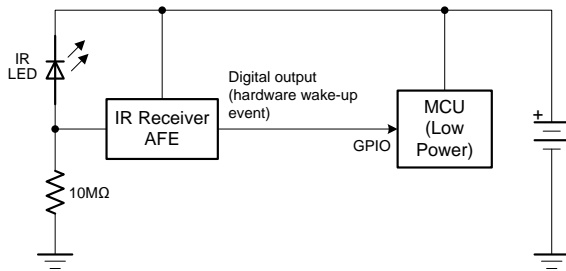 IR
LED
Digital output
(hardware wake-up
event)
IR Receiver
AFE
GPIO
MCU
(Low
Power)
+
10MΩ